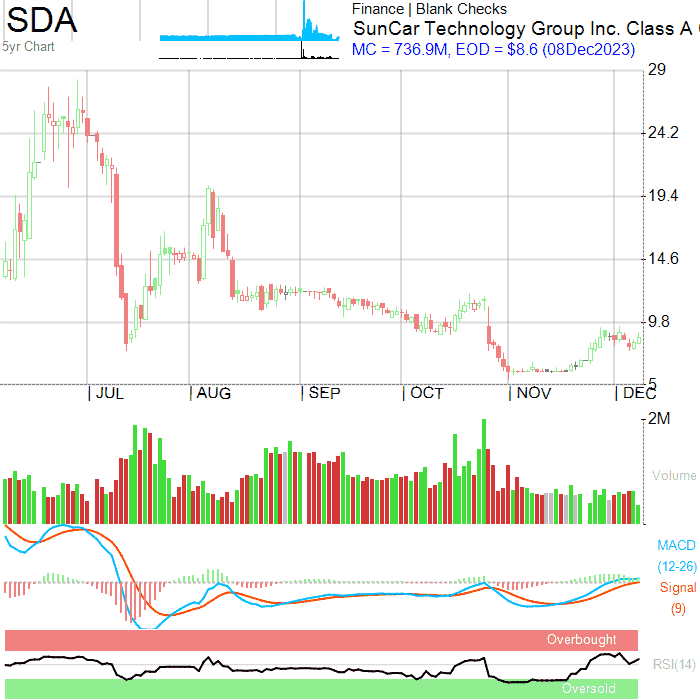 SDA
5yr Chart
Finance | Blank Checks
SunCar Technology Group Inc. Class A
MC = 736.9M, EOD = $8.6 (08Dec2023)
29
24.2
19.4
14.6
9.8
5
JUL
AUG
SEP
OCT
NOV
DEC
2M
Volume
MACD
(12-26)
Signal
(9)
Overbought
RSI(14)
Oversold